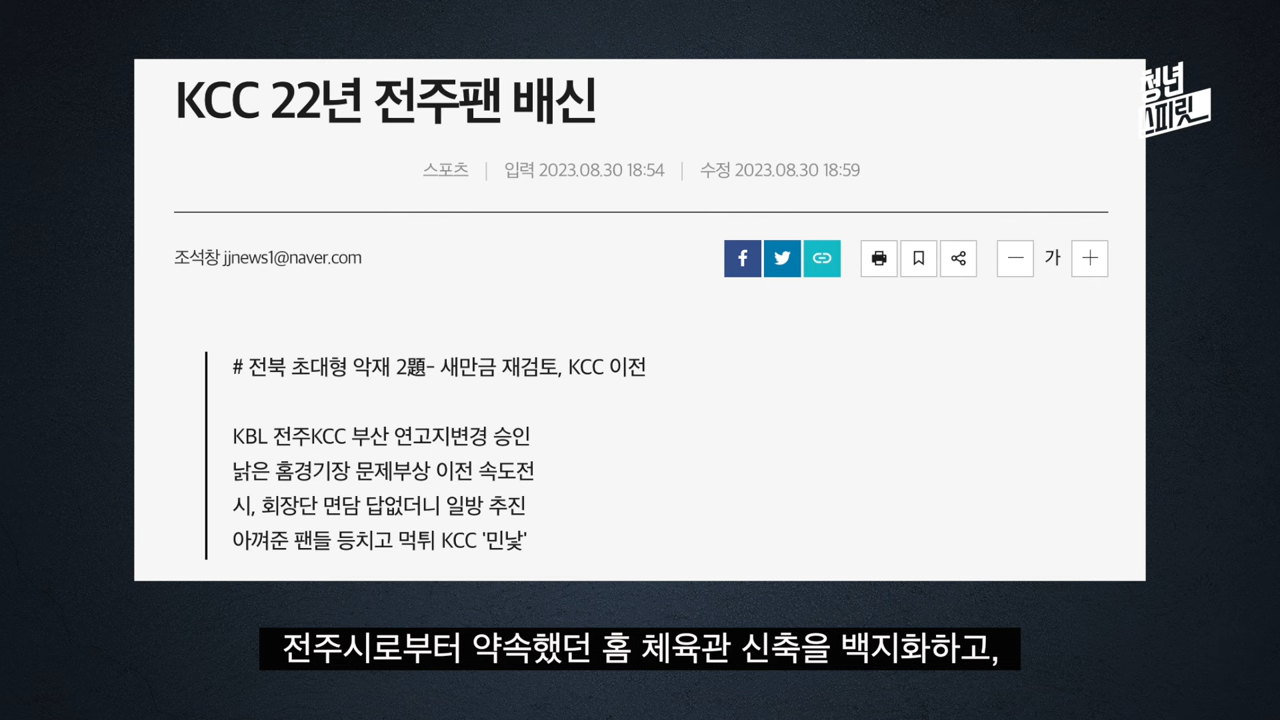 KCC 22년 전주팬 배신
청년
스피릿
스포츠 | 입력 2023.08.30 18:54 | 수정 2023.08.30 18:59
조석창 jjnews1@naver.com
f
가
# 전북 초대형 악재 2題- 새만금 재검토, KCC 이전
KBL 전주KCC 부산 연고지변경 승인
낡은 홈경기장 문제부상 이전 속도전
시, 회장단 면담 답없더니 일방 추진
아껴준 팬들 등치고 먹튀 KCC '민낯'
전주시로부터 약속했던 홈 체육관 신축을 백지화하고,